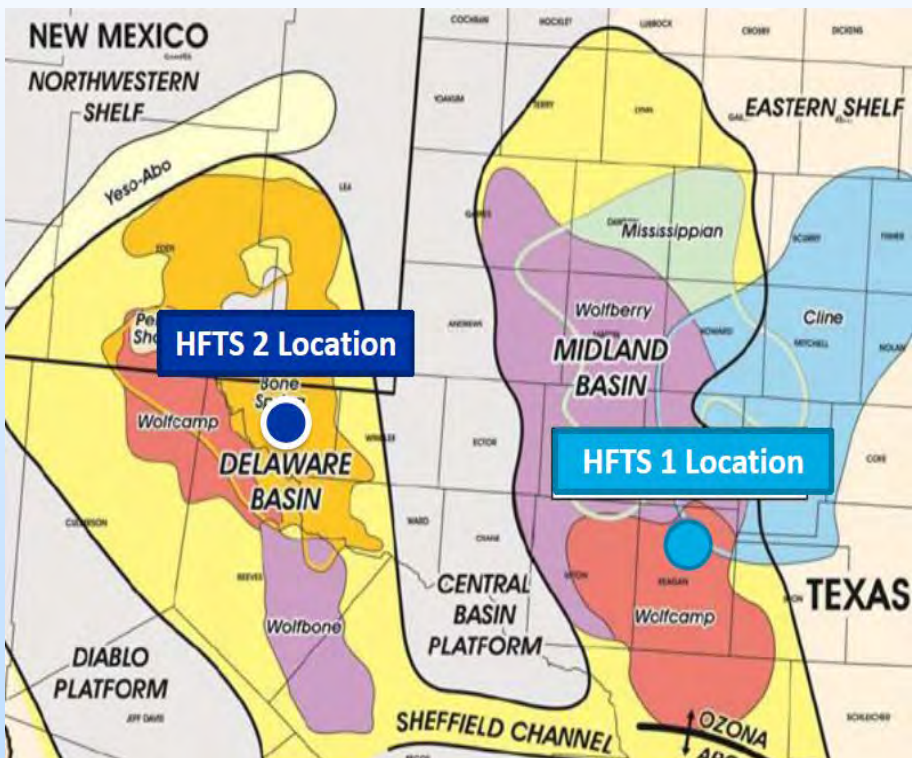 COCHRAN
HOCKLEY
LUBBOCK
CROSBY
DICKENS
NEW MEXICO
NORTHWESTERN
SHELF
YOAKUM
TERRY
LYNN
EASTERN SHELF
Yeso-Abo
LEA
GAINES
Mississippian
SCURRY
FISHER
EDDY
HFTS 2 Location
ANDREWS
Wolfberry
HOWARD
Cline
MITCHELL
NOLAN
MIDLAND
BASIN
Bone
Wolfcamp
WINKLER
ECTOR
HFTS 1 Location
COKE
DELAWARE
BASIN
CULBERSON
WARD
CRANE
REEVES
UPTON
REAGAN
IRION
TEXAS
CENTRAL
BASIN
PLATFORM
Wolfcamp
Wolfbone
DIABLO
PLATFORM
JEFF DAVIS
SHEFFIELD CHANNEL
OZONA
SCHLEICHER